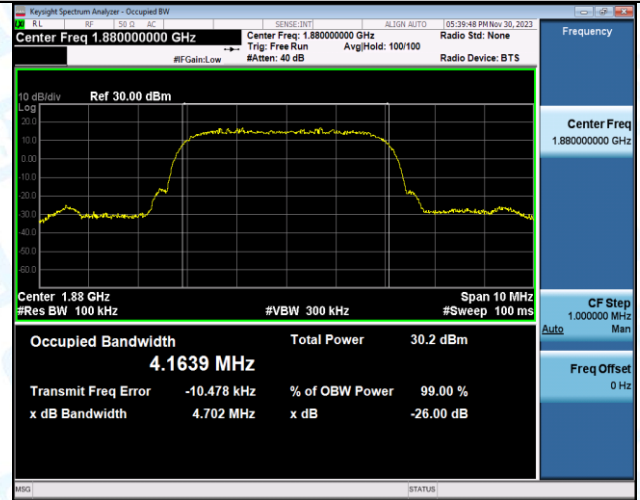 Keysight Spectrum Analyzer - Occupied BW
LXI RL RF 50 Ω AC SENSE:INT ALIGN AUTO 05:39:48 PM Nov 30, 2023
Center Freq 1.880000000 GHz
Center Freq: 1.880000000 GHz
Radio Std: None
Trig: Free Run Avg|Hold: 100/100
#IFGain:Low
#Atten: 40 dB
Radio Device: BTS
10 dB/div Ref 30.00 dBm
Log
20.0
10.0
0.00
-10.0
-20.0
-30.0
-40.0
-50.0
-60.0
Center 1.88 GHz
Span 10 MHz
#Res BW 100 kHz
#VBW 300 kHz
#Sweep 100 ms
Occupied Bandwidth
4.1639 MHz
Total Power 30.2 dBm
Transmit Freq Error -10.478 kHz
% of OBW Power 99.00 %
x dB Bandwidth 4.702 MHz
x dB -26.00 dB
Frequency
Center Freq
1.880000000 GHz
CF Step
1.000000 MHz
Auto Man
Freq Offset
0 Hz
MSG
STATUS